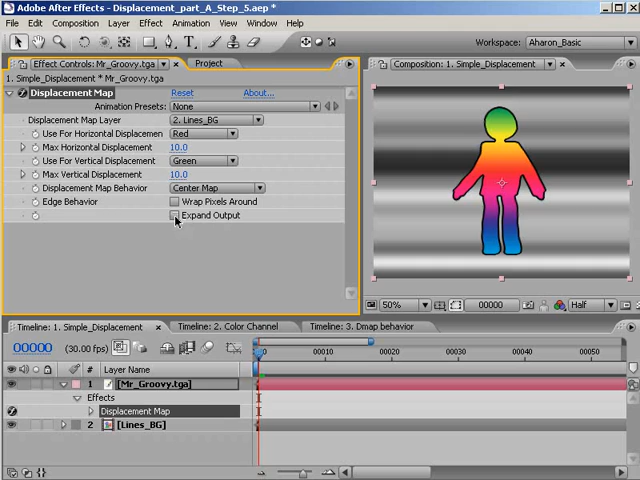 Adobe After Effects - Displacement_part_A_Step_5.aep *
File Edit Composition Layer Effect Animation View Window Help
Workspace: Aharon_Basic
Effect Controls: Mr_Groovy.tga
Project
Composition: 1. Simple_Displacement
1. Simple_Displacement * Mr_Groovy.tga
Displacement Map Reset About...
Animation Presets: None
Displacement Map Layer 2. Lines_BG
Use For Horizontal Displacemen Red
Max Horizontal Displacement 10.0
Use For Vertical Displacement Green
Max Vertical Displacement 10.0
Displacement Map Behavior Center Map
Edge Behavior Wrap Pixels Around
Expand Output
50% 00000 Half
Timeline: 1. Simple_Displacement Timeline: 2. Color Channel Timeline: 3. Dmap behavior
00000 (30.00 fps)
00010 00020 00030 00040 00050
# Layer Name
1 [Mr_Groovy.tga]
Effects
Displacement Map
2 [Lines_BG]